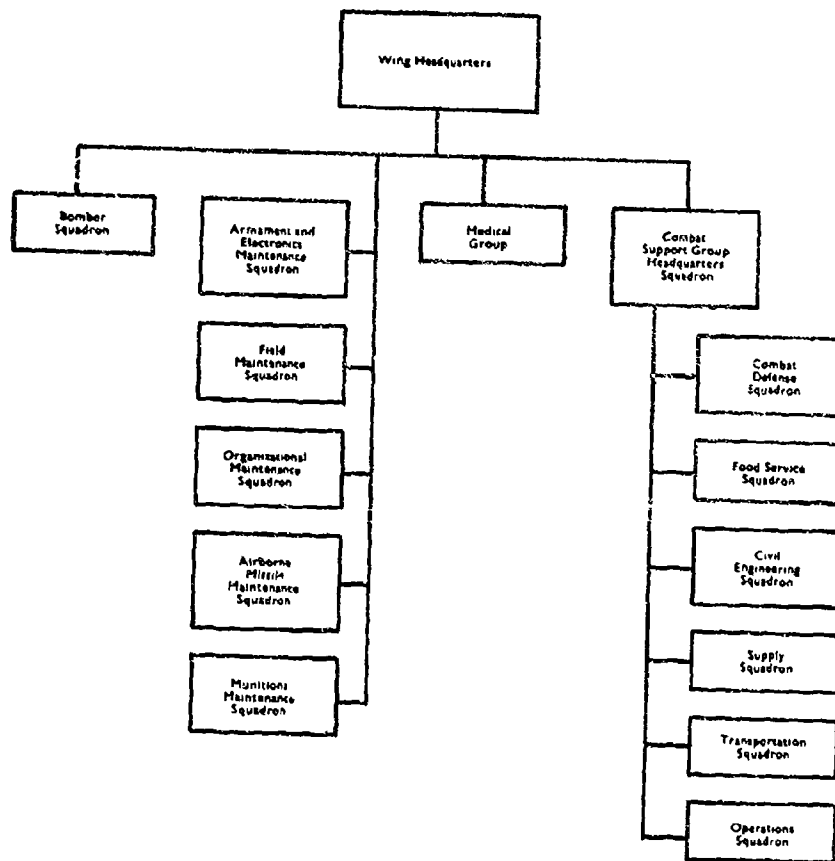 Wing Headquarters
Bomber
Squadron
Armament and
Electronics
Maintenance
Squadron
Medical
Group
Combat
Support Group
Headquarters
Squadron
Field
Maintenance
Squadron
Organizational
Maintenance
Squadron
Airborne
Missile
Maintenance
Squadron
Munitions
Maintenance
Squadron
Combat
Defense
Squadron
Food Service
Squadron
Civil
Engineering
Squadron
Supply
Squadron
Transportation
Squadron
Operations
Squadron